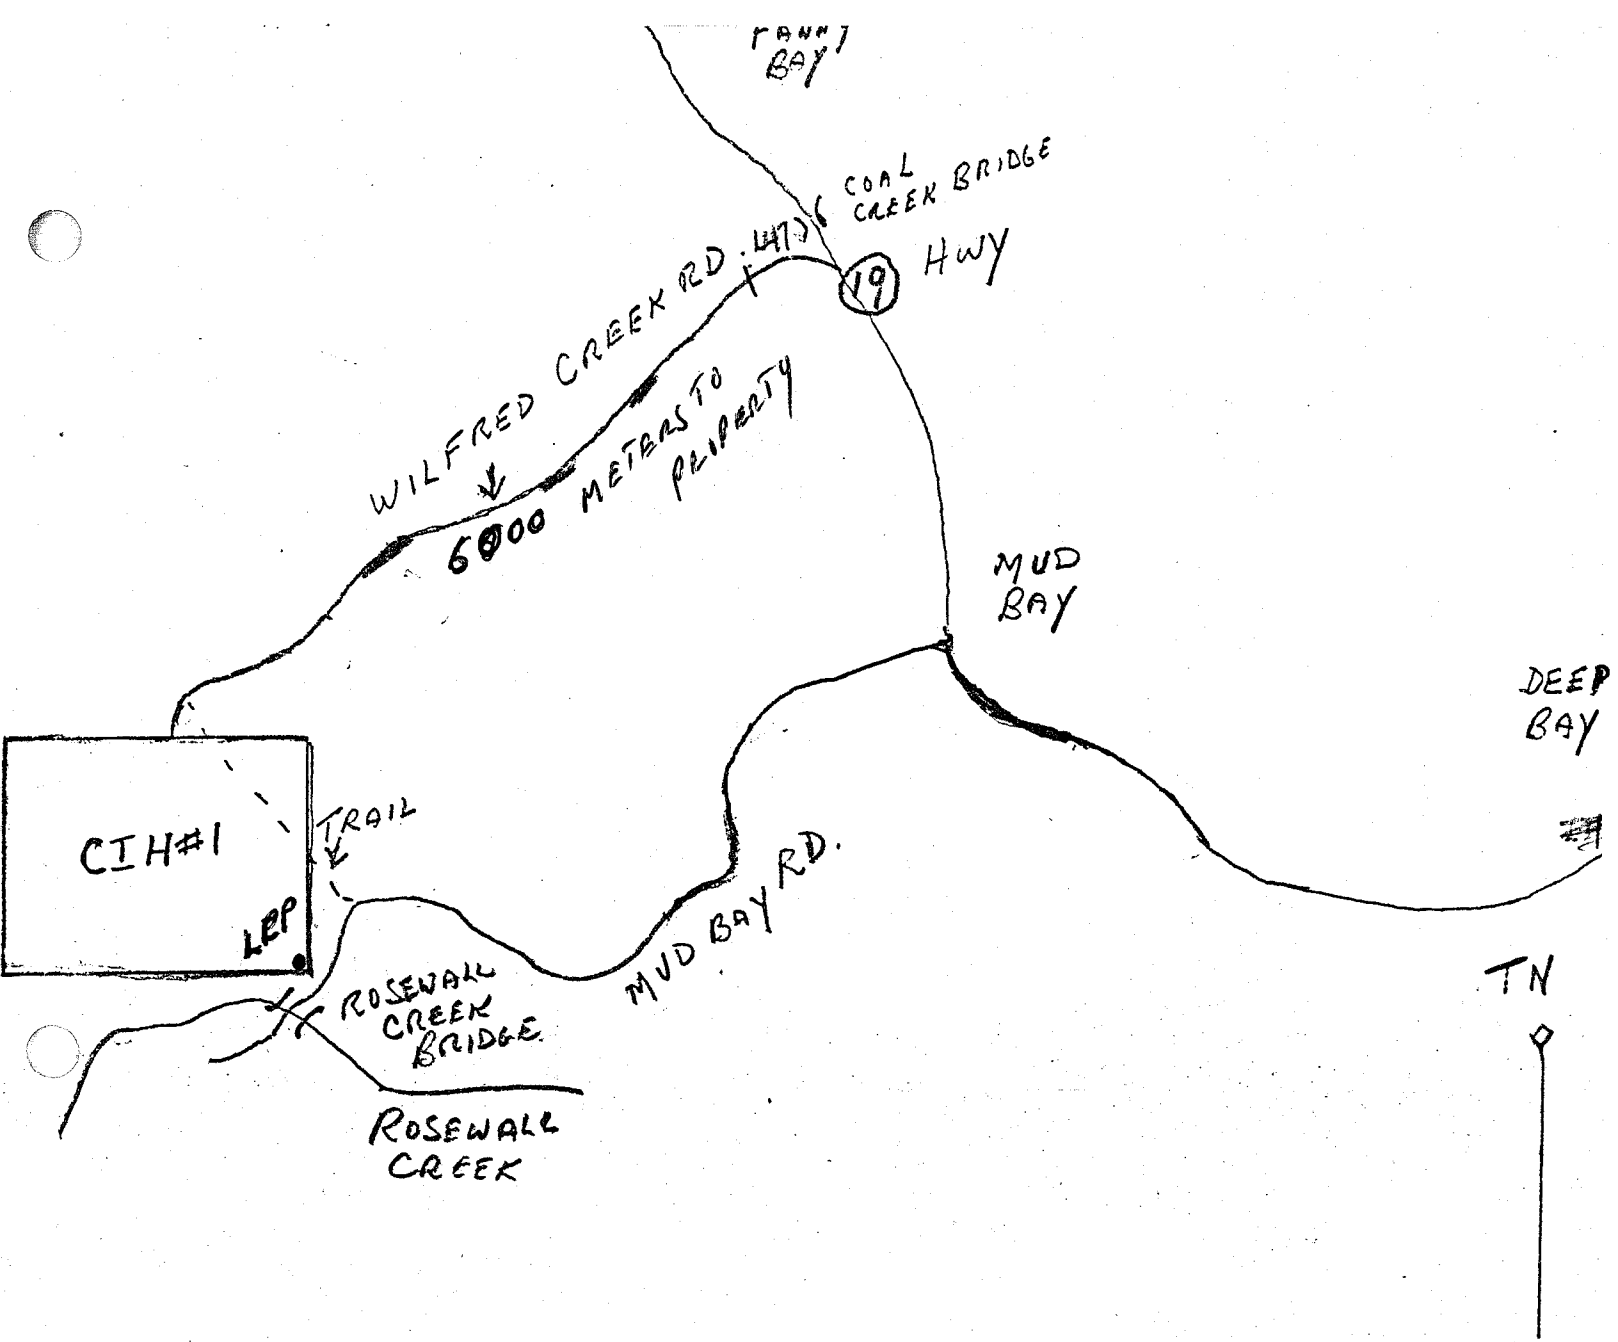 FANNY
BAY
COAL
CREEK BRIDGE
HWY
19
WILFRED CREEK RD.
6000 METERS TO
PROPERTY
MUD
BAY
DEEP
BAY
CIH#1
TRAIL
LCP
MUD BAY RD.
ROSEWALL
CREEK
BRIDGE
ROSEWALL
CREEK
TN